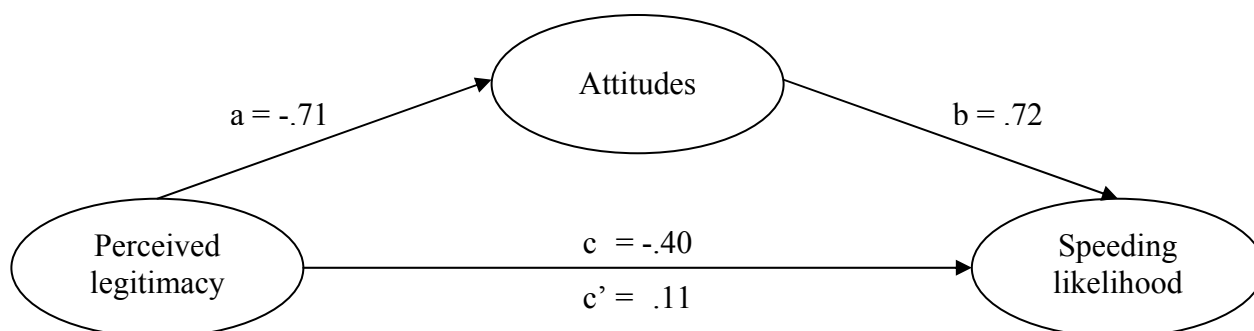 Attitudes
a = -.71
b = .72
Perceived
legitimacy
c = -.40
c’ = .11
Speeding
likelihood